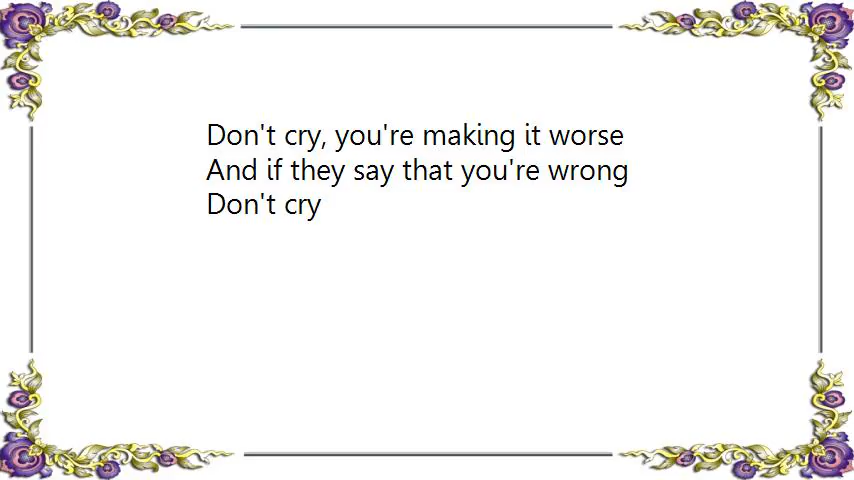 Don't cry, you're making it worse
And if they say that you're wrong
Don't cry